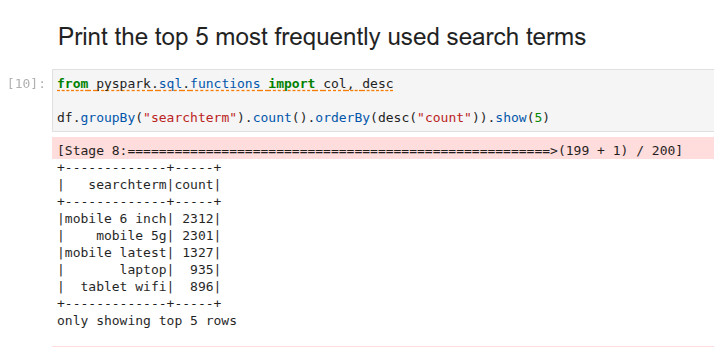 Print the top 5 most frequently used search terms
[10]: from pyspark.sql.functions import col, desc
df.groupBy("searchterm").count().orderBy(desc("count")).show(5)
[Stage 8:======================================================>(199 + 1) / 200]
+-------------+-----+
|   searchterm|count|
+-------------+-----+
|mobile 6 inch| 2312|
|    mobile 5g| 2301|
|mobile latest| 1327|
|       laptop|  935|
|  tablet wifi|  896|
+-------------+-----+
only showing top 5 rows